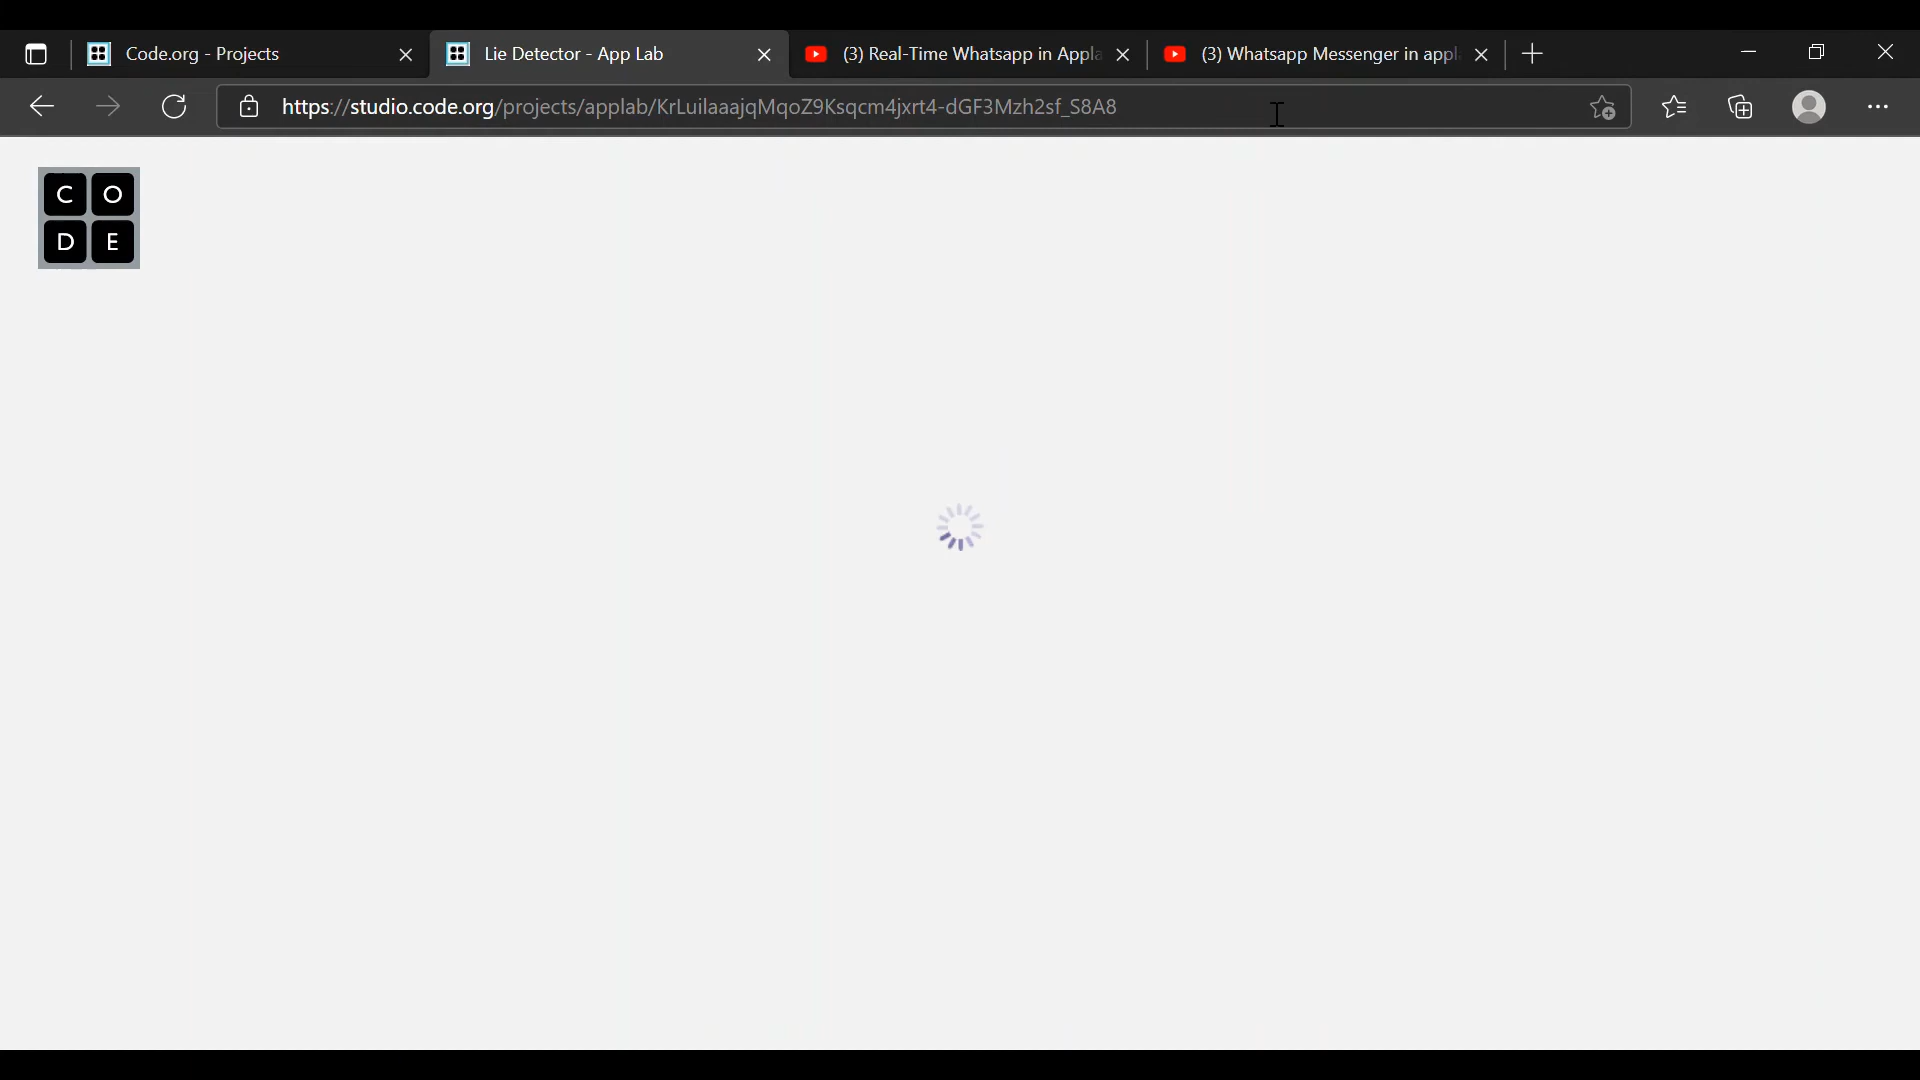 Code.org - Projects
Lie Detector - App Lab
(3) Real-Time Whatsapp in Appla
(3) Whatsapp Messenger in appl
https://studio.code.org/projects/applab/KrLuilaaajqMqoZ9Ksqcm4jxrt4-dGF3Mzh2sf_S8A8
C O
D E